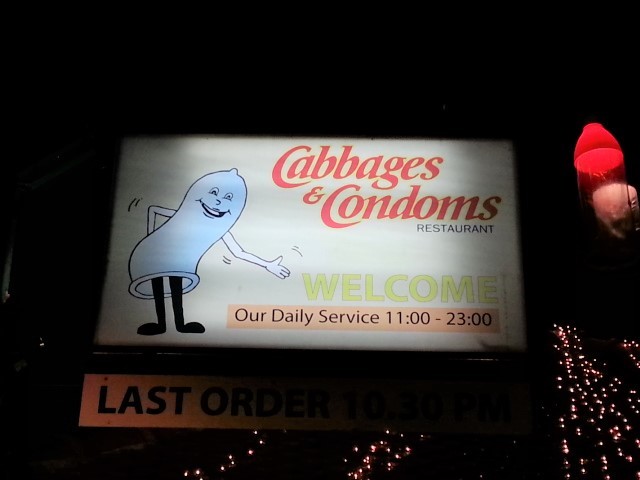 Cabbages
& Condoms
RESTAURANT
WELCOME
Our Daily Service 11:00 - 23:00
LAST ORDER 10.30 PM